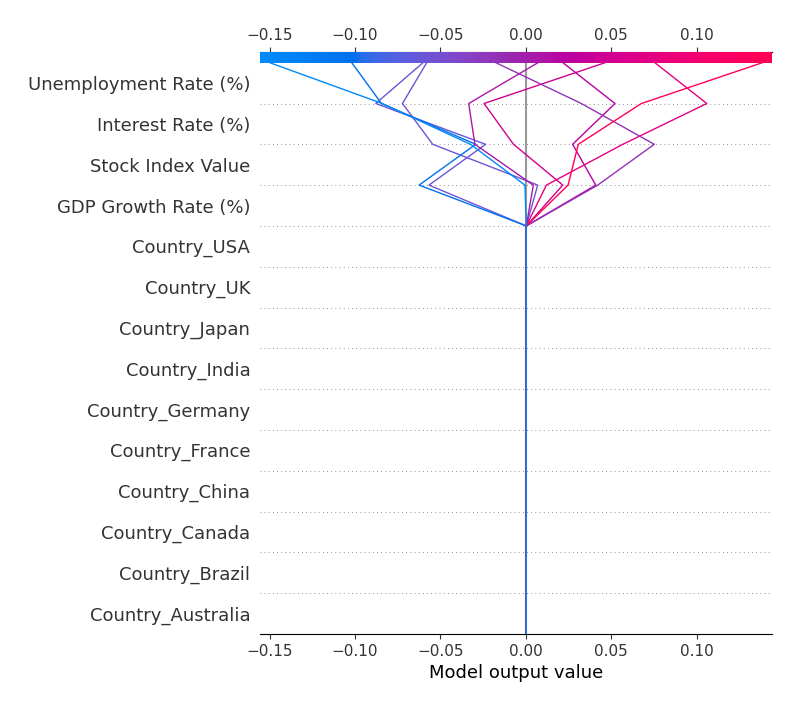 −0.15 −0.10 −0.05 0.00 0.05 0.10
Unemployment Rate (%)
Interest Rate (%)
Stock Index Value
GDP Growth Rate (%)
Country_USA
Country_UK
Country_Japan
Country_India
Country_Germany
Country_France
Country_China
Country_Canada
Country_Brazil
Country_Australia
−0.15 −0.10 −0.05 0.00 0.05 0.10
Model output value